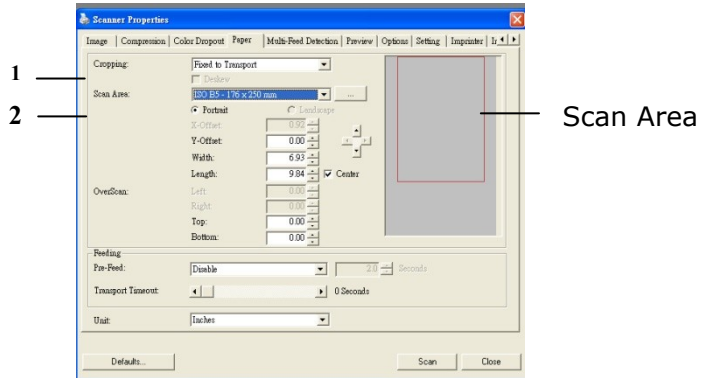 Scanner Properties
Image Compression Color Dropout Paper Multi-Feed Detection Preview Options Setting Imprinter
Cropping: Fixed to Transport
1
Deskew
Scan Area: ISO B5 - 176 x 250 mm ...
2
Portrait Landscape
Scan Area
X-Offset: 0.92
Y-Offset: 0.00
Width: 6.93
Length: 9.84 Center
OverScan: Left: 0.00
Right: 0.00
Top: 0.00
Bottom: 0.00
Feeding
Pre-Feed: Disable 2.0 Seconds
Transport Timeout: 0 Seconds
Unit: Inches
Defaults... Scan Close